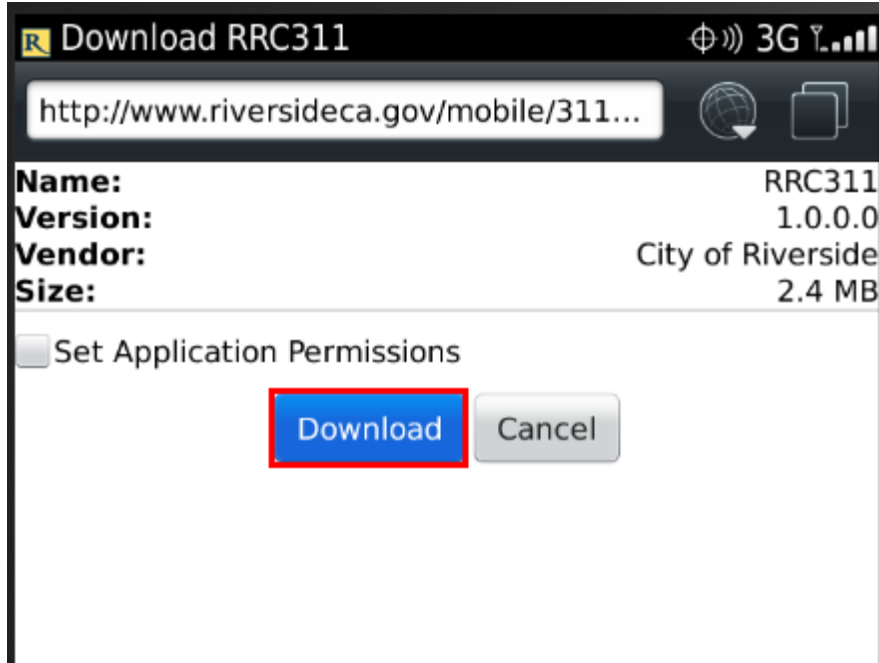 R Download RRC311 3G
http://www.riversideca.gov/mobile/311...
Name: RRC311
Version: 1.0.0.0
Vendor: City of Riverside
Size: 2.4 MB
Set Application Permissions
Download Cancel